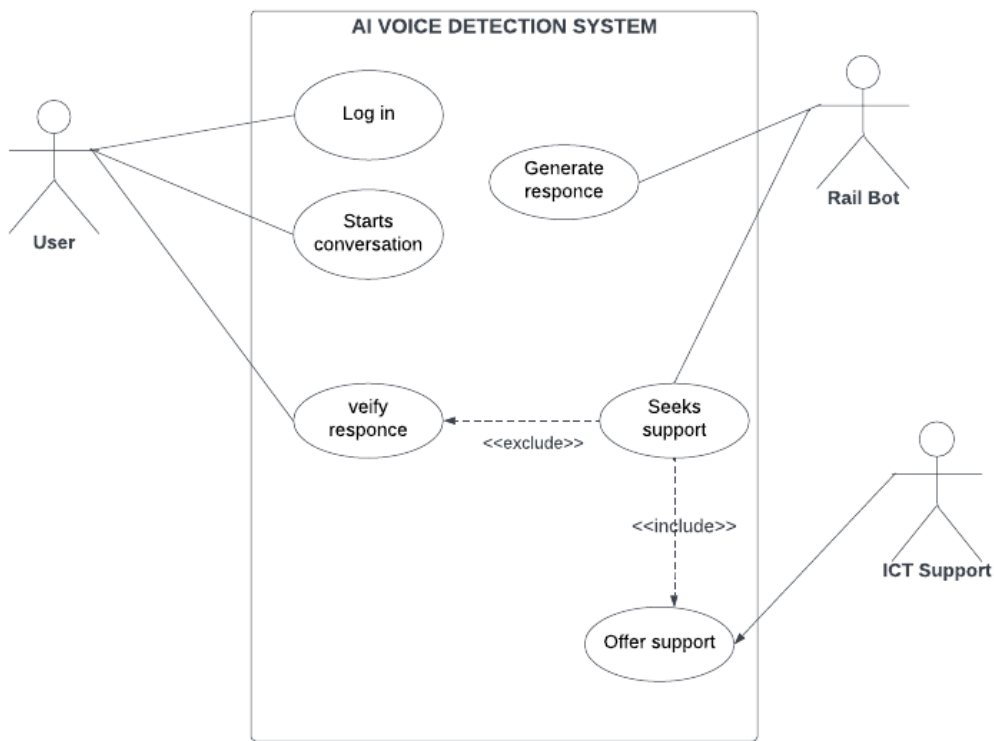 AI VOICE DETECTION SYSTEM
Log in
Generate
responce
Rail Bot
Starts
conversation
User
veify
responce
Seeks
support
<<exclude>>
<<include>>
ICT Support
Offer support